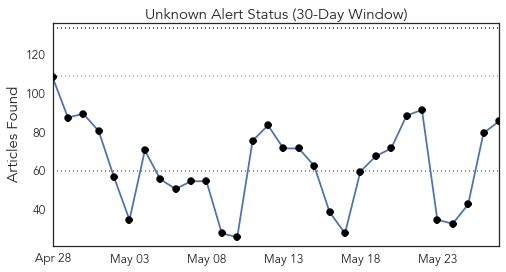 Unknown Alert Status (30-Day Window)
Articles Found
120
100
80
60
40
Apr 28 May 03 May 08 May 13 May 18 May 23